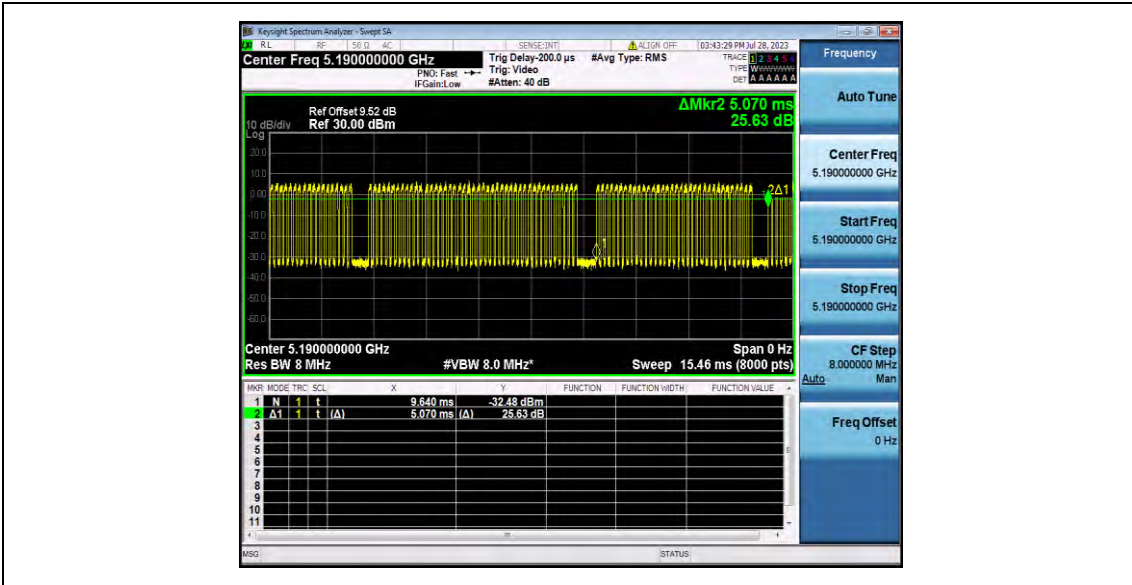 Keysight Spectrum Analyzer - Swept SA
RL RF 50 Ω AC SENSE:INT ALIGN OFF 03:43:29 PM Jul 28, 2023
Center Freq 5.190000000 GHz
PNO: Fast
IFGain:Low
Trig Delay-200.0 µs
Trig: Video
#Atten: 40 dB
#Avg Type: RMS
TRACE 1 2 3 4 5 6
TYPE
DET A A A A A A
Frequency
Auto Tune
Center Freq
5.190000000 GHz
Start Freq
5.190000000 GHz
Stop Freq
5.190000000 GHz
CF Step
8.000000 MHz
Auto Man
Freq Offset
0 Hz
ΔMkr2 5.070 ms
25.63 dB
Ref Offset 9.52 dB
10 dB/div Ref 30.00 dBm
Log
20.0
10.0
0.00
-10.0
-20.0
-30.0
-40.0
-50.0
-60.0
2Δ1
1
Center 5.190000000 GHz Span 0 Hz
Res BW 8 MHz #VBW 8.0 MHz* Sweep 15.46 ms (8000 pts)
MKR MODE TRC SCL X Y FUNCTION FUNCTION WIDTH FUNCTION VALUE
1 N 1 t 9.640 ms -32.48 dBm
2 Δ1 1 t (Δ) 5.070 ms (Δ) 25.63 dB
3
4
5
6
7
8
9
10
11
MSG STATUS